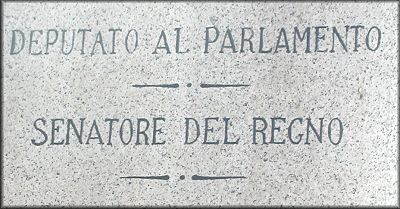 DEPUTATO AL PARLAMENTO
SENATORE DEL REGNO